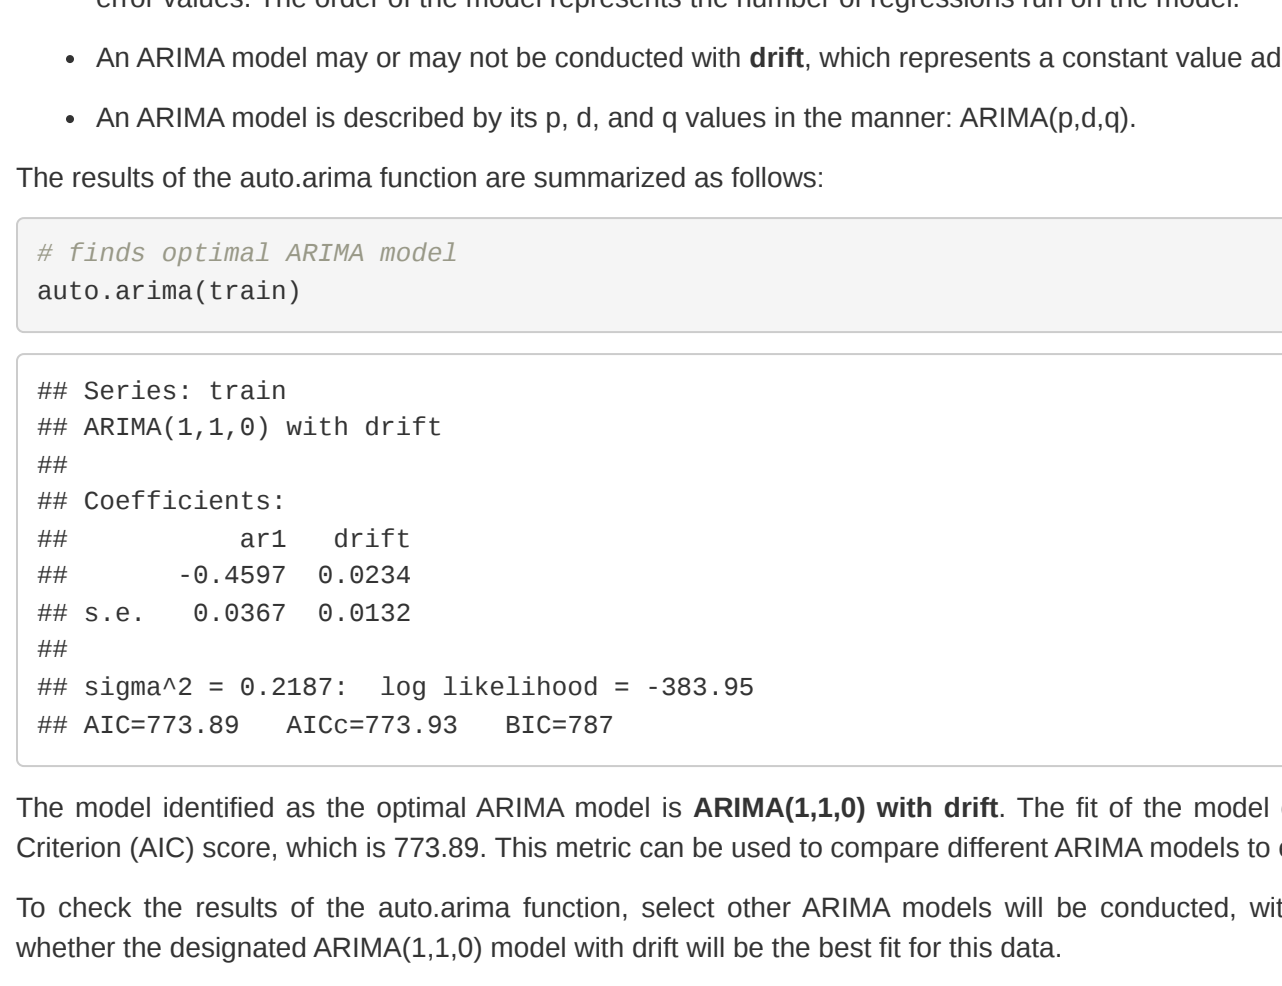 error values. The order of the model represents the number of regressions run on the model.
• An ARIMA model may or may not be conducted with drift, which represents a constant value ad
• An ARIMA model is described by its p, d, and q values in the manner: ARIMA(p,d,q).
The results of the auto.arima function are summarized as follows:
# finds optimal ARIMA model
auto.arima(train)
## Series: train
## ARIMA(1,1,0) with drift
##
## Coefficients:
##           ar1   drift
##       -0.4597  0.0234
## s.e.   0.0367  0.0132
##
## sigma^2 = 0.2187:  log likelihood = -383.95
## AIC=773.89   AICc=773.93   BIC=787
The model identified as the optimal ARIMA model is ARIMA(1,1,0) with drift. The fit of the model
Criterion (AIC) score, which is 773.89. This metric can be used to compare different ARIMA models to
To check the results of the auto.arima function, select other ARIMA models will be conducted, wit
whether the designated ARIMA(1,1,0) model with drift will be the best fit for this data.